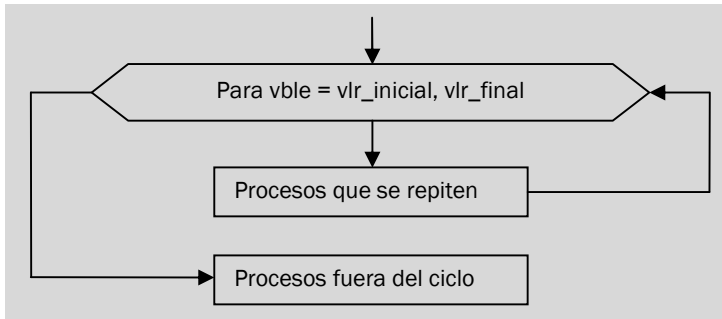 Para vble = vlr_inicial, vlr_final
Procesos que se repiten
Procesos fuera del ciclo